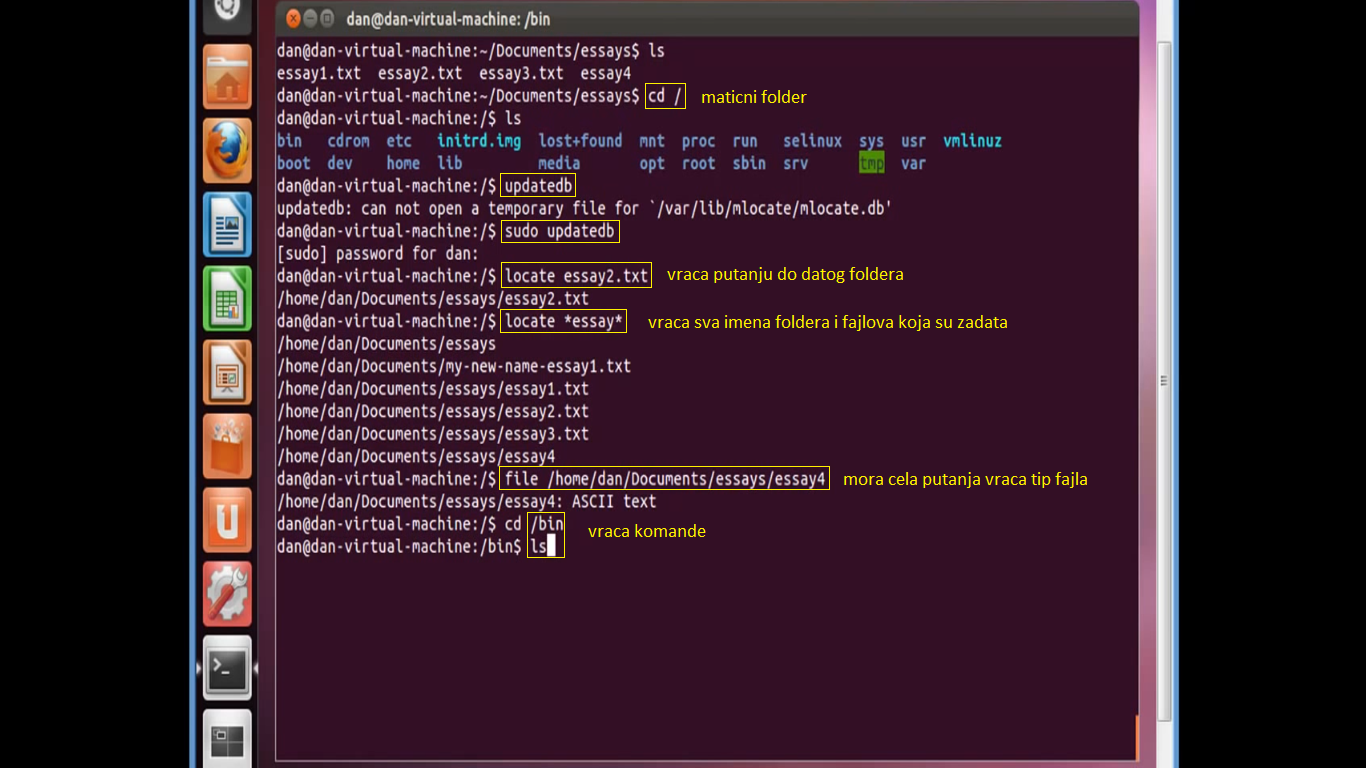 dan@dan-virtual-machine: /bin
dan@dan-virtual-machine:~/Documents/essays$ ls
essay1.txt essay2.txt essay3.txt essay4
dan@dan-virtual-machine:~/Documents/essays$ cd / maticni folder
dan@dan-virtual-machine:/$ ls
bin cdrom etc initrd.img lost+found mnt proc run selinux sys usr vmlinuz
boot dev home lib media opt root sbin srv tmp var
dan@dan-virtual-machine:/$ updatedb
updatedb: can not open a temporary file for `/var/lib/mlocate/mlocate.db'
dan@dan-virtual-machine:/$ sudo updatedb
[sudo] password for dan:
dan@dan-virtual-machine:/$ locate essay2.txt vraca putanju do datog foldera
/home/dan/Documents/essays/essay2.txt
dan@dan-virtual-machine:/$ locate *essay* vraca sva imena foldera i fajlova koja su zadata
/home/dan/Documents/essays
/home/dan/Documents/my-new-name-essay1.txt
/home/dan/Documents/essays/essay1.txt
/home/dan/Documents/essays/essay2.txt
/home/dan/Documents/essays/essay3.txt
/home/dan/Documents/essays/essay4
dan@dan-virtual-machine:/$ file /home/dan/Documents/essays/essay4 mora cela putanja vraca tip fajla
/home/dan/Documents/essays/essay4: ASCII text
dan@dan-virtual-machine:/$ cd /bin vraca komande
dan@dan-virtual-machine:/bin$ ls